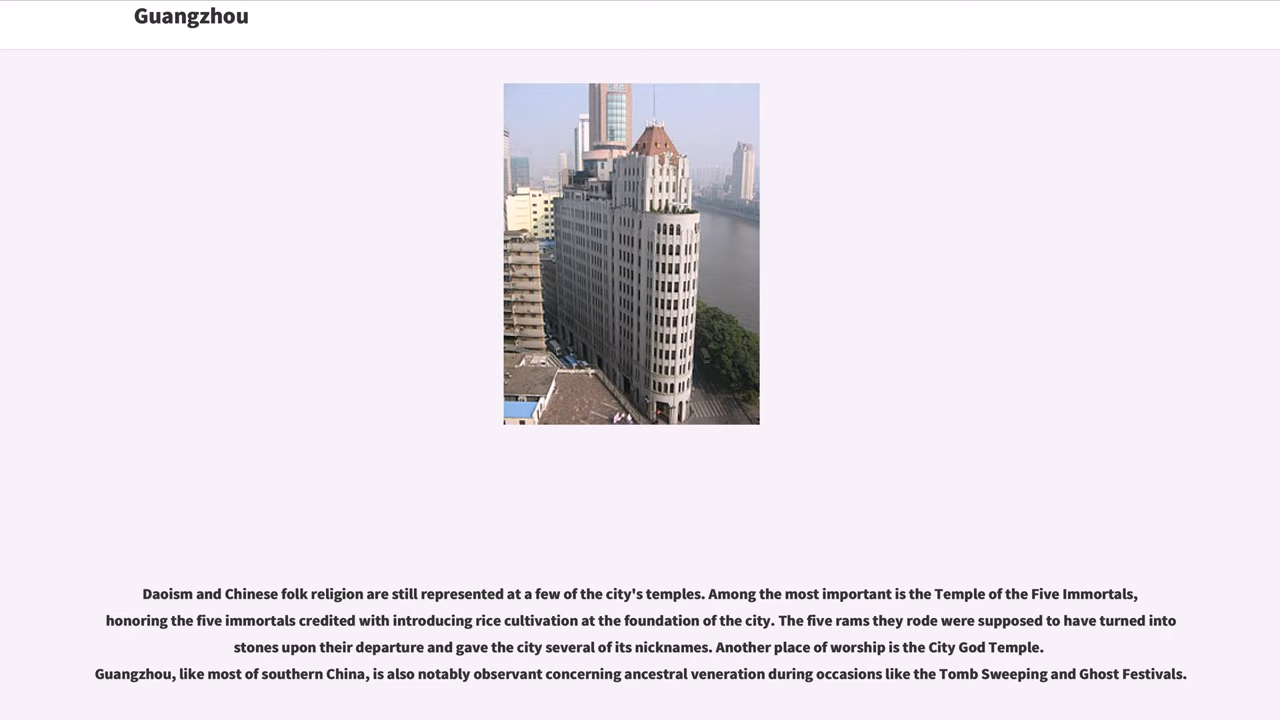 Guangzhou
Daoism and Chinese folk religion are still represented at a few of the city's temples. Among the most important is the Temple of the Five Immortals,
honoring the five immortals credited with introducing rice cultivation at the foundation of the city. The five rams they rode were supposed to have turned into
stones upon their departure and gave the city several of its nicknames. Another place of worship is the City God Temple.
Guangzhou, like most of southern China, is also notably observant concerning ancestral veneration during occasions like the Tomb Sweeping and Ghost Festivals.